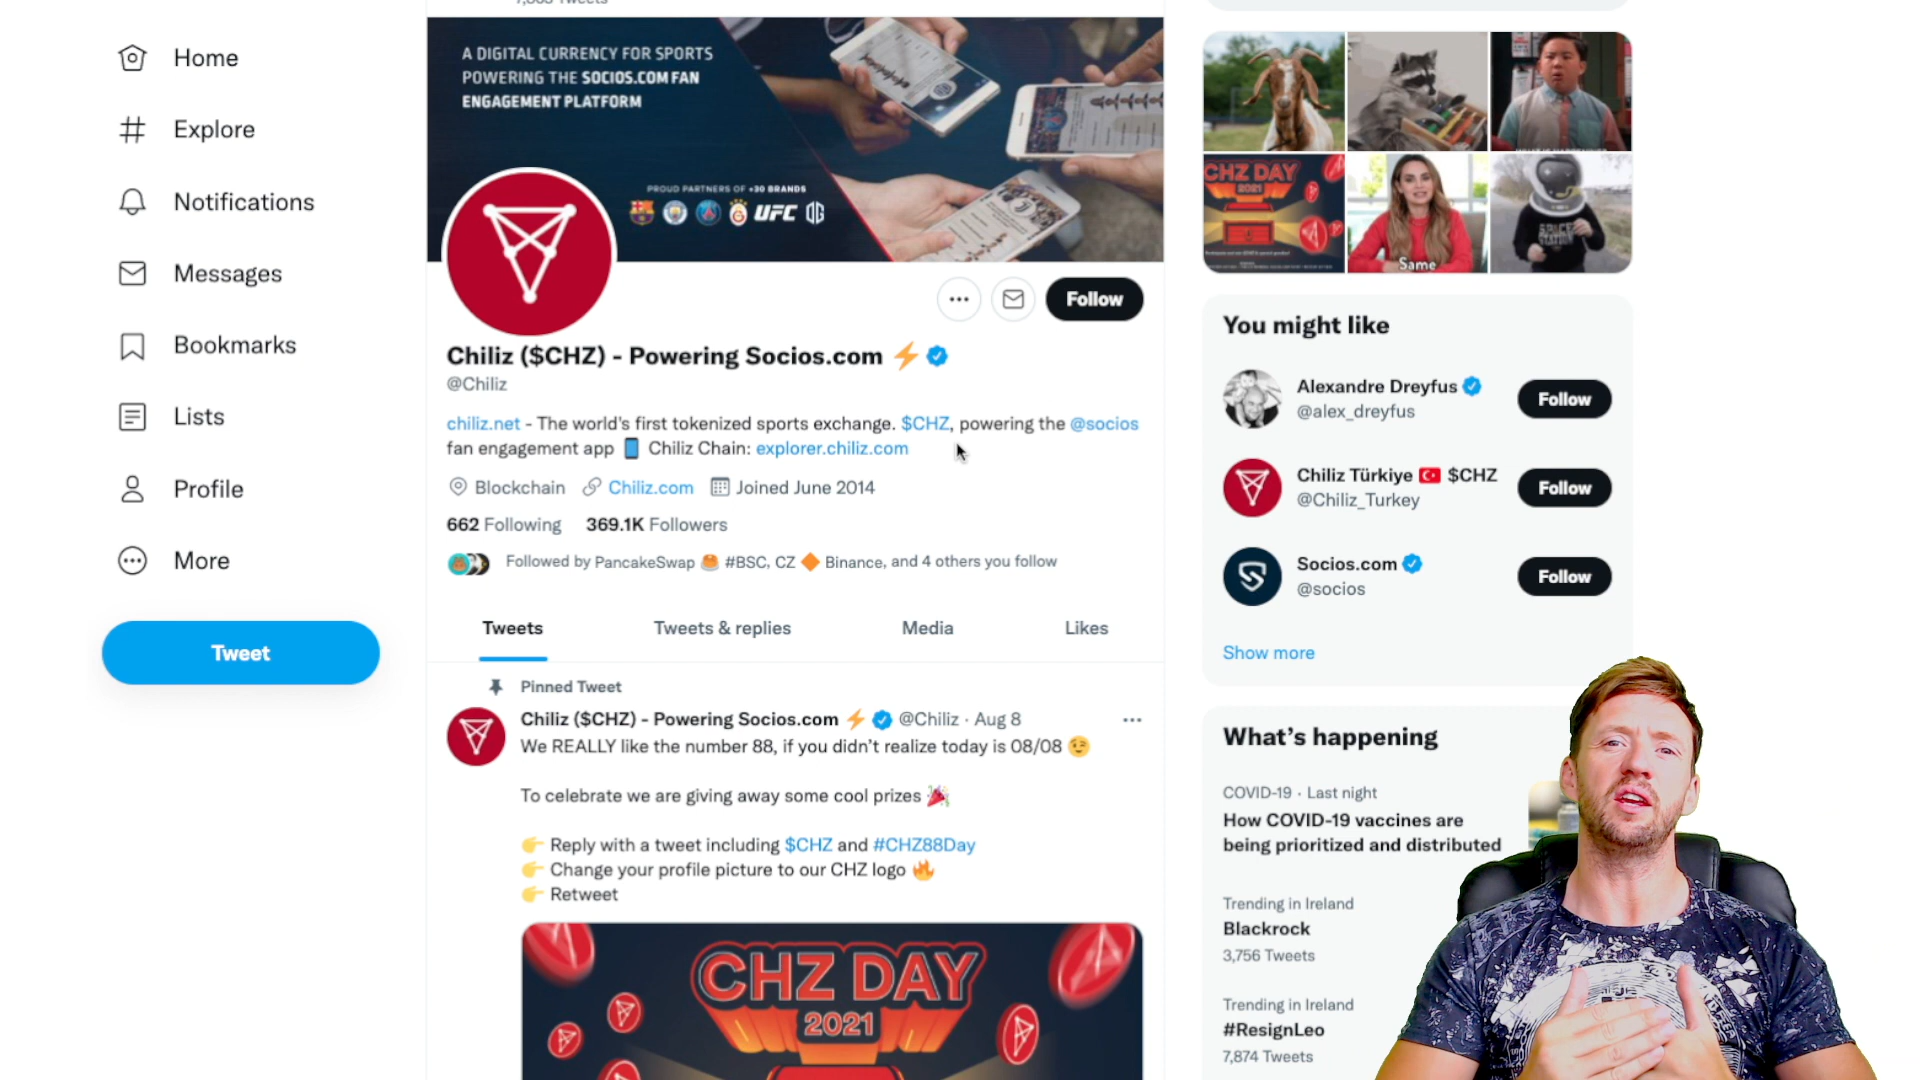 7,863 Tweets
Home
Explore
Notifications
Messages
Bookmarks
Lists
Profile
More
Tweet
A DIGITAL CURRENCY FOR SPORTS
POWERING THE SOCIOS.COM FAN
ENGAGEMENT PLATFORM
PROUD PARTNERS OF +30 BRANDS
UFC OG
Follow
Chiliz ($CHZ) - Powering Socios.com ⚡
@Chiliz
chiliz.net - The world's first tokenized sports exchange. $CHZ, powering the @socios
fan engagement app 📱 Chiliz Chain: explorer.chiliz.com
Blockchain Chiliz.com Joined June 2014
662 Following 369.1K Followers
Followed by PancakeSwap 🥞 #BSC, CZ 🔶 Binance, and 4 others you follow
Tweets Tweets & replies Media Likes
Pinned Tweet
Chiliz ($CHZ) - Powering Socios.com ⚡ @Chiliz · Aug 8
We REALLY like the number 88, if you didn't realize today is 08/08 😉
To celebrate we are giving away some cool prizes 🎉
👉 Reply with a tweet including $CHZ and #CHZ88Day
👉 Change your profile picture to our CHZ logo 🔥
👉 Retweet
CHZ DAY
2021
CHZ DAY
2021
Same
SPACE
STATION
You might like
Alexandre Dreyfus
@alex_dreyfus
Follow
Chiliz Türkiye 🇹🇷 $CHZ
@Chiliz_Turkey
Follow
Socios.com
@socios
Follow
Show more
What's happening
COVID-19 · Last night
How COVID-19 vaccines are
being prioritized and distributed
Trending in Ireland
Blackrock
3,756 Tweets
Trending in Ireland
#ResignLeo
7,874 Tweets